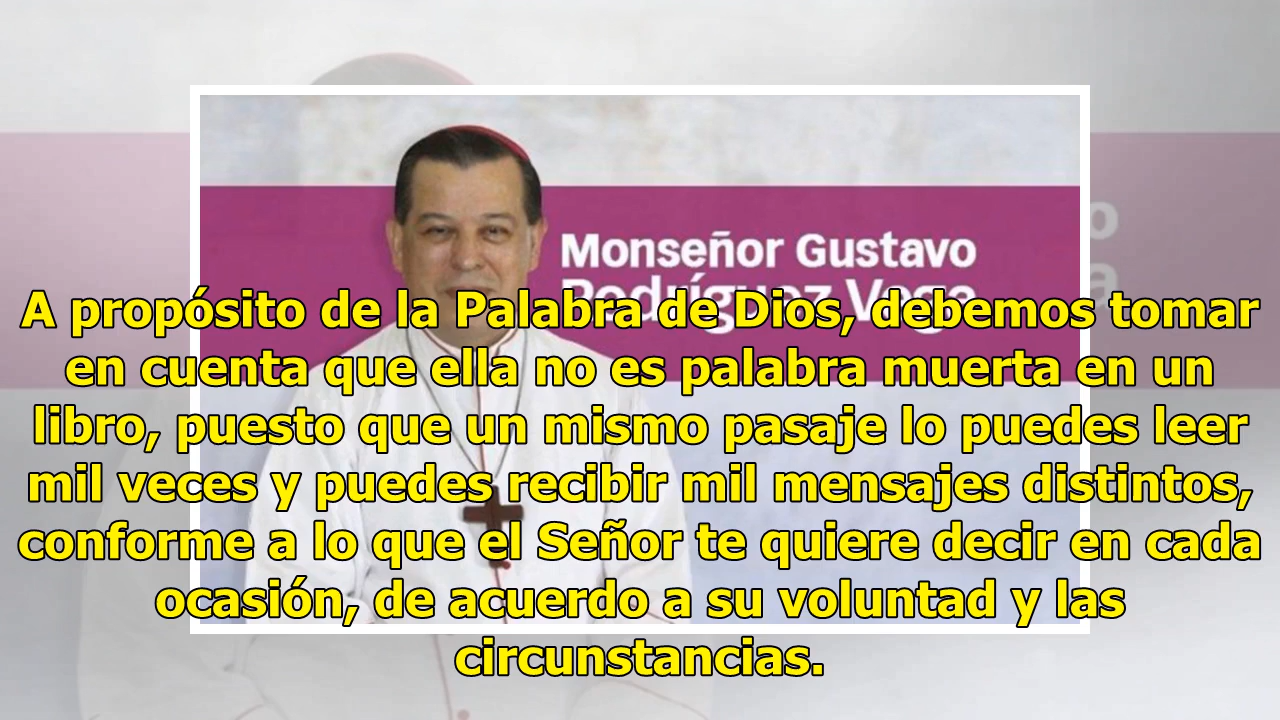 Monseñor Gustavo
Rodríguez Vega
A propósito de la Palabra de Dios, debemos tomar
en cuenta que ella no es palabra muerta en un
libro, puesto que un mismo pasaje lo puedes leer
mil veces y puedes recibir mil mensajes distintos,
conforme a lo que el Señor te quiere decir en cada
ocasión, de acuerdo a su voluntad y las
circunstancias.